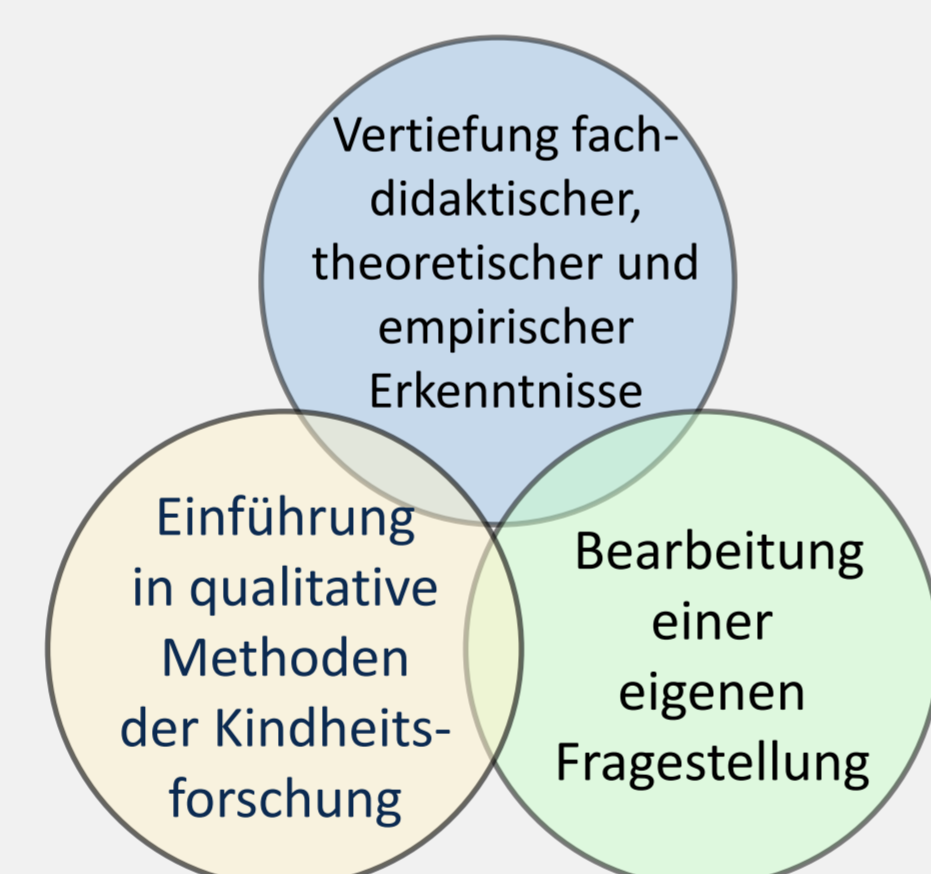 Vertiefung fach-
didaktischer,
theoretischer und
empirischer
Erkenntnisse
Einführung
in qualitative
Methoden
der Kindheits-
forschung
Bearbeitung
einer
eigenen
Fragestellung